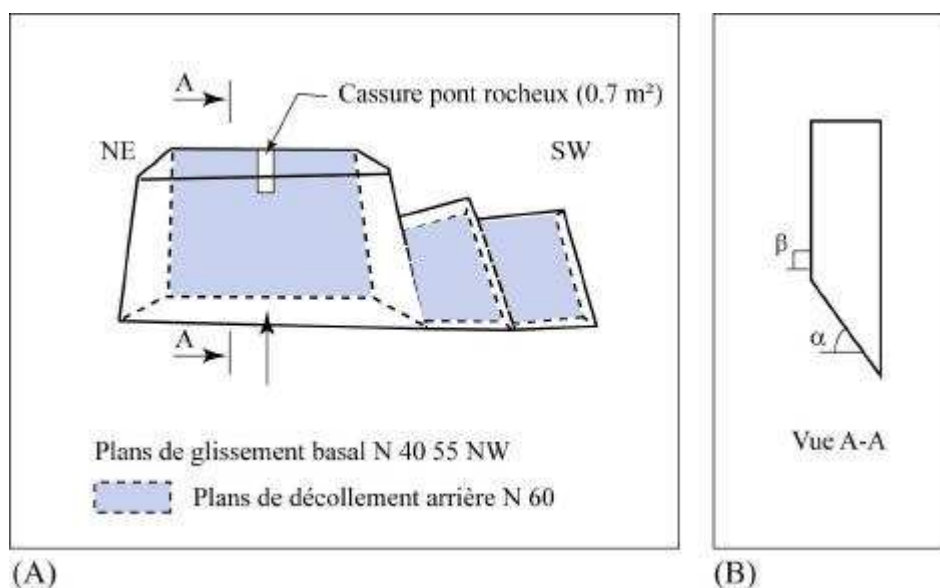 A
Cassure pont rocheux (0.7 m²)
NE
SW
A
Plans de glissement basal N 40 55 NW
Plans de décollement arrière N 60
(A)
β
α
Vue A-A
(B)